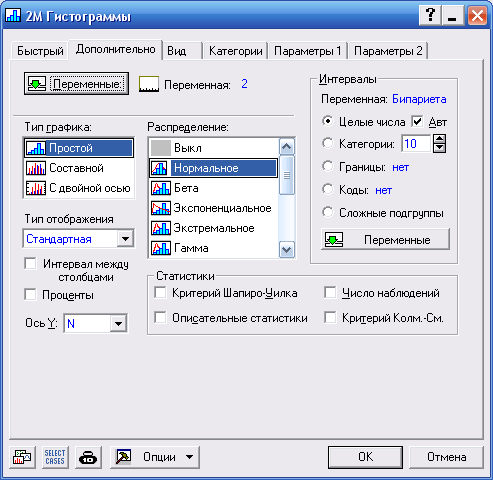 2М Гистограммы
Быстрый Дополнительно Вид Категории Параметры 1 Параметры 2
Переменные: Переменная: 2
Тип графика:
Простой
Составной
С двойной осью
Распределение:
Выкл
Нормальное
Бета
Экспоненциальное
Экстремальное
Гамма
Интервалы
Переменная: Бипариета
Целые числа Авт
Категории: 10
Границы: нет
Коды: нет
Сложные подгруппы
Переменные
Тип отображения
Стандартная
Интервал между
столбцами
Проценты
Ось Y: N
Статистики
Критерий Шапиро-Уилка Число наблюдений
Описательные статистики Критерий Колм.-См.
SELECT
CASES
Опции OK Отмена